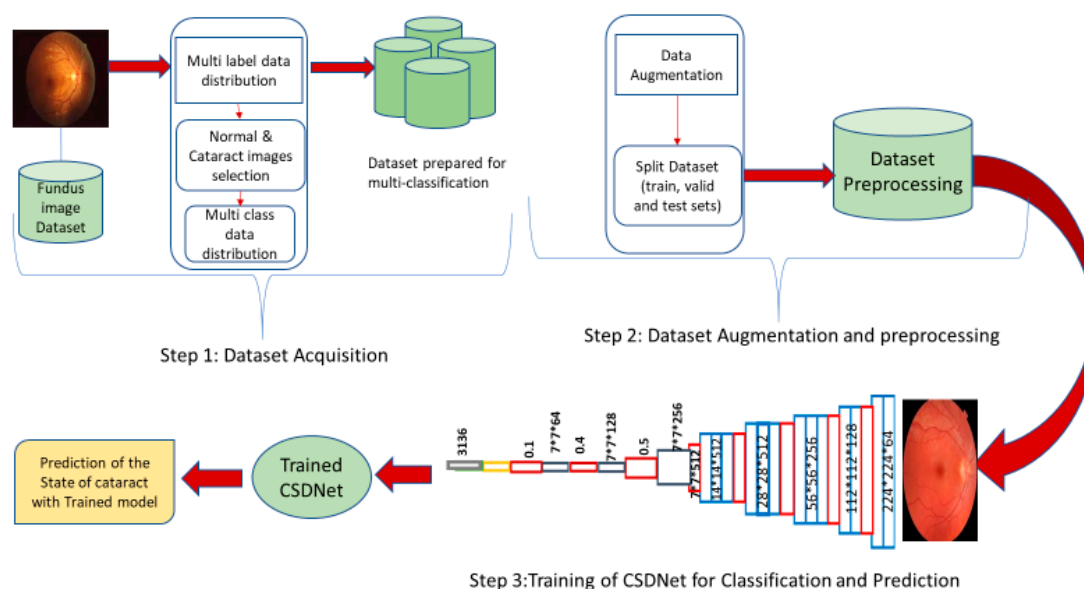 Multi label data
distribution
Normal &
Cataract images
selection
Multi class
data
distribution
Fundus
image
Dataset
Dataset prepared for
multi-classification
Step 1: Dataset Acquisition
Data
Augmentation
Split Dataset
(train, valid
and test sets)
Dataset
Preprocessing
Step 2: Dataset Augmentation and preprocessing
224*224*64
112*112*128
56*56*256
28*28*512
14*14*512
7*7*512
7*7*256
0.5
7*7*128
0.4
7*7*64
0.1
3136
Trained
CSDNet
Prediction of the
State of cataract
with Trained model
Step 3:Training of CSDNet for Classification and Prediction